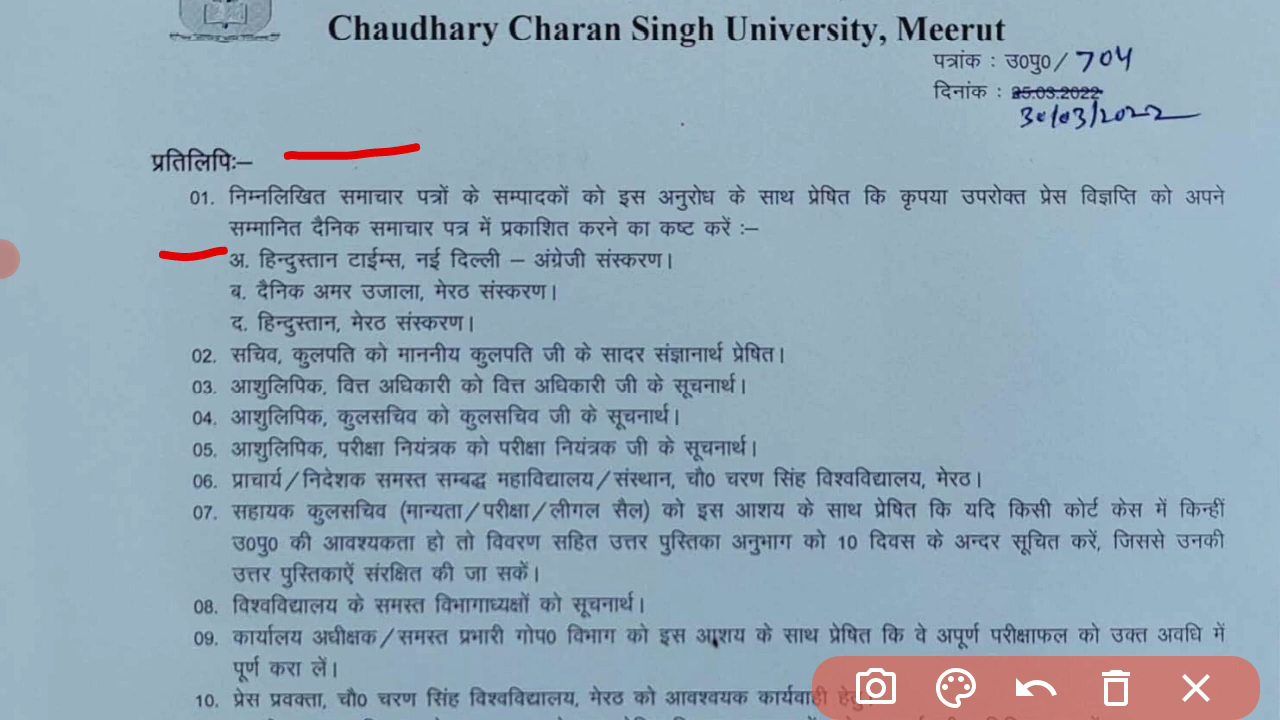 Chaudhary Charan Singh University, Meerut
पत्रांक : उ0पु0/ 704
दिनांक : 25.03.2022
30/03/2022
प्रतिलिपिः–
01. निम्नलिखित समाचार पत्रों के सम्पादकों को इस अनुरोध के साथ प्रेषित कि कृपया उपरोक्त प्रेस विज्ञप्ति को अपने
सम्मानित दैनिक समाचार पत्र में प्रकाशित करने का कष्ट करें :–
अ. हिन्दुस्तान टाईम्स, नई दिल्ली – अंग्रेजी संस्करण।
ब. दैनिक अमर उजाला, मेरठ संस्करण।
द. हिन्दुस्तान, मेरठ संस्करण।
02. सचिव, कुलपति को माननीय कुलपति जी के सादर संज्ञानार्थ प्रेषित।
03. आशुलिपिक, वित्त अधिकारी को वित्त अधिकारी जी के सूचनार्थ।
04. आशुलिपिक, कुलसचिव को कुलसचिव जी के सूचनार्थ।
05. आशुलिपिक, परीक्षा नियंत्रक को परीक्षा नियंत्रक जी के सूचनार्थ।
06. प्राचार्य/निदेशक समस्त सम्बद्ध महाविद्यालय/संस्थान, चौ0 चरण सिंह विश्वविद्यालय, मेरठ।
07. सहायक कुलसचिव (मान्यता/परीक्षा/लीगल सैल) को इस आशय के साथ प्रेषित कि यदि किसी कोर्ट केस में किन्हीं
उ0पु0 की आवश्यकता हो तो विवरण सहित उत्तर पुस्तिका अनुभाग को 10 दिवस के अन्दर सूचित करें, जिससे उनकी
उत्तर पुस्तिकाऐं संरक्षित की जा सकें।
08. विश्वविद्यालय के समस्त विभागाध्यक्षों को सूचनार्थ।
09. कार्यालय अधीक्षक/समस्त प्रभारी गोप0 विभाग को इस आशय के साथ प्रेषित कि वे अपूर्ण परीक्षाफल को उक्त अवधि में
पूर्ण करा लें।
10. प्रेस प्रवक्ता, चौ0 चरण सिंह विश्वविद्यालय, मेरठ को आवश्यक कार्यवाही हेतु।